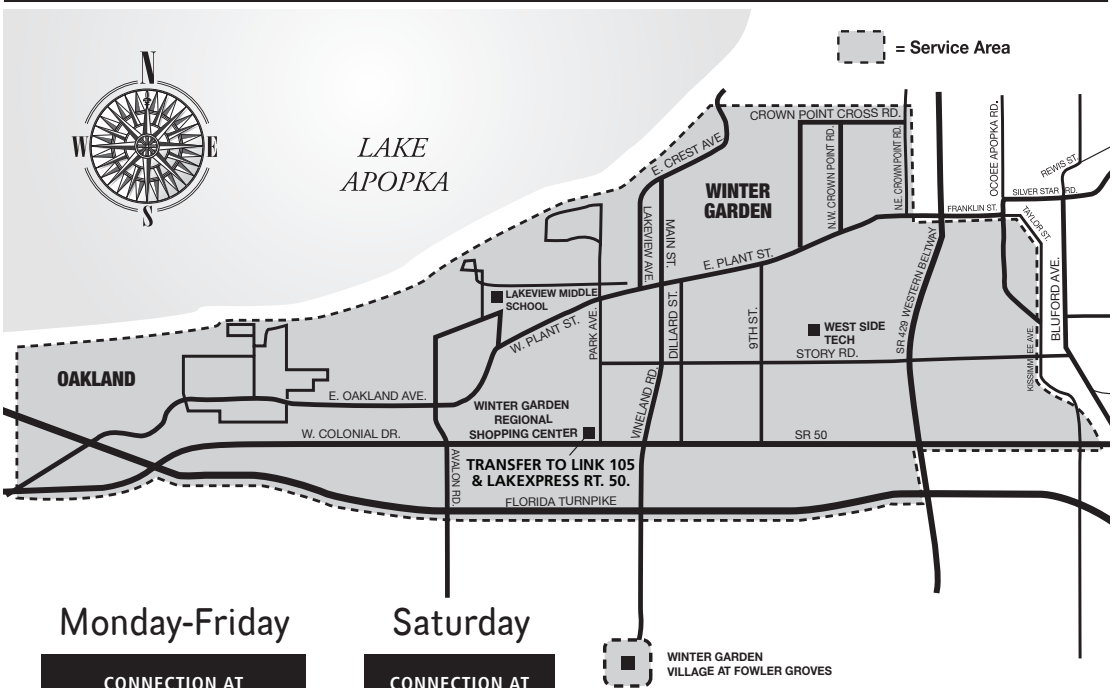 = Service Area
N
W
E
S
LAKE
APOPKA
CROWN POINT CROSS RD.
E. CREST AVE.
WINTER
GARDEN
N.W. CROWN POINT RD.
N.E. CROWN POINT RD.
OCOEE APOPKA RD.
REWIS ST.
SILVER STAR RD.
FRANKLIN ST.
TAYLOR ST.
LAKEVIEW AVE.
MAIN ST.
E. PLANT ST.
SR 429 WESTERN BELTWAY
BLUFORD AVE.
LAKEVIEW MIDDLE
SCHOOL
W. PLANT ST.
PARK AVE.
DILLARD ST.
9TH ST.
WEST SIDE
TECH
STORY RD.
KISSIMMEE AVE.
OAKLAND
E. OAKLAND AVE.
WINTER GARDEN
REGIONAL
SHOPPING CENTER
VINELAND RD.
W. COLONIAL DR.
SR 50
AVALON RD.
TRANSFER TO LINK 105
& LAKEXPRESS RT. 50.
FLORIDA TURNPIKE
Monday-Friday
Saturday
CONNECTION AT
CONNECTION AT
WINTER GARDEN
VILLAGE AT FOWLER GROVES